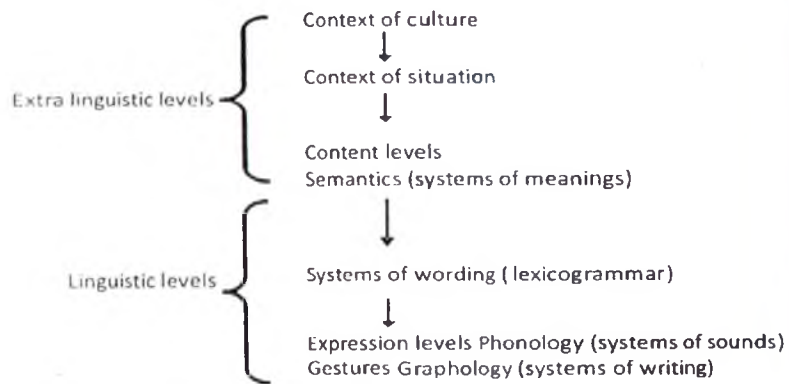 Context of culture
Context of situation
Extra linguistic levels
Content levels
Semantics (systems of meanings)
Linguistic levels
Systems of wording ( lexicogrammar)
Expression levels Phonology (systems of sounds)
Gestures Graphology (systems of writing)